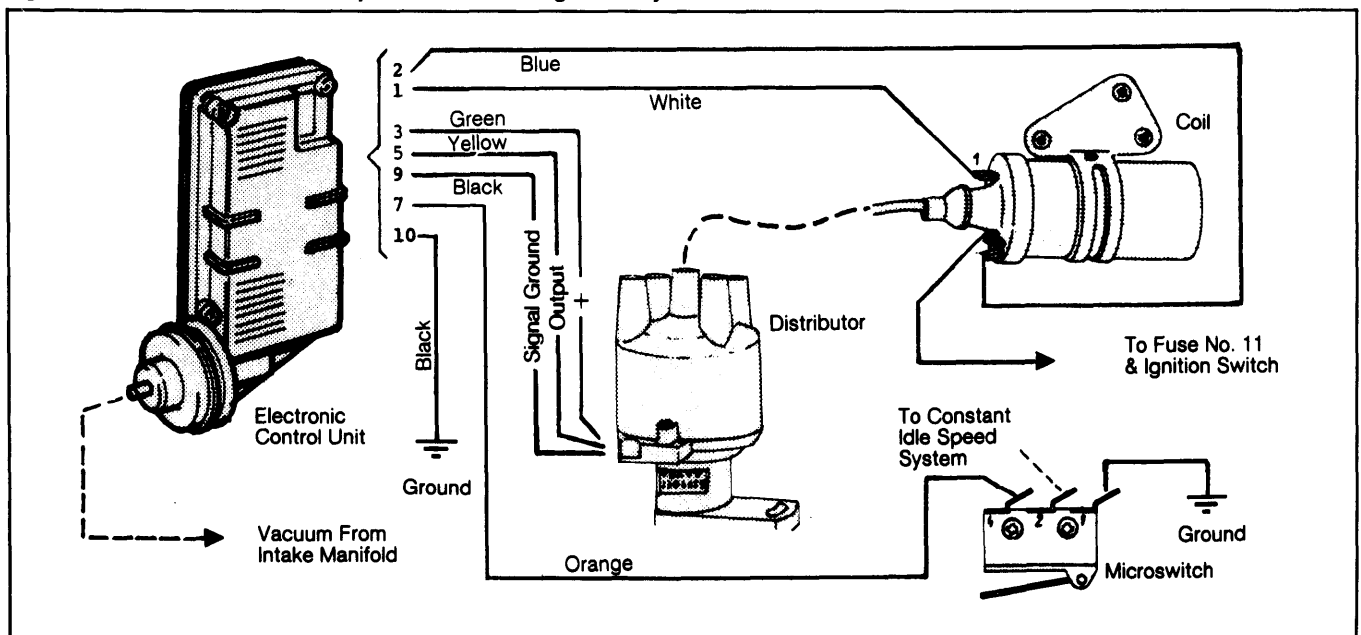 2
Blue
1
White
3
Green
5
Yellow
9
Black
7
10
Black
Signal Ground
Output
+
1
Coil
Distributor
To Fuse No. 11
& Ignition Switch
Electronic
Control Unit
Ground
Vacuum From
Intake Manifold
To Constant
Idle Speed
System
4
2
1
Ground
Orange
Microswitch